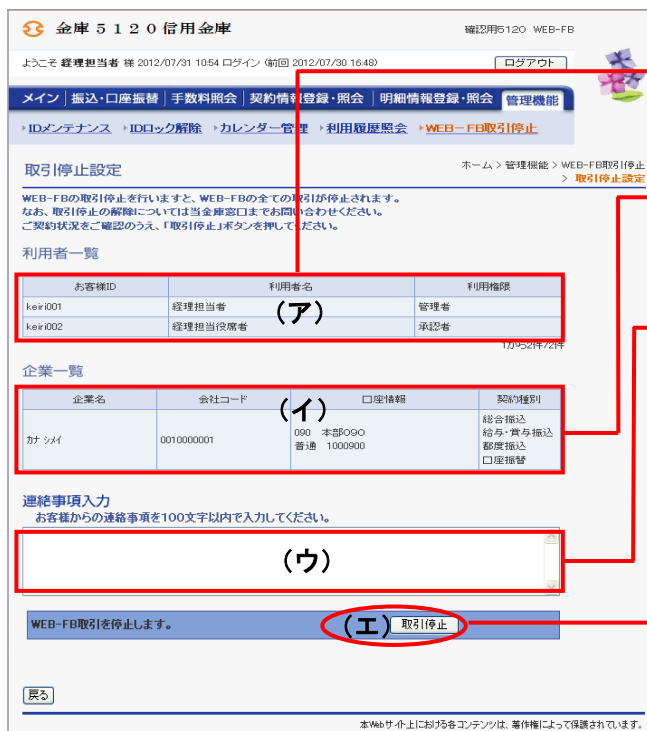 金庫５１２０信用金庫
確認用5120 WEB-FB
ようこそ 経理担当者 様 2012/07/31 10:54 ログイン (前回 2012/07/30 16:48)
ログアウト
メイン 振込・口座振替 手数料照会 契約情報登録・照会 明細情報登録・照会 管理機能
IDメンテナンス IDロック解除 カレンダー管理 利用履歴照会 WEB－FB取引停止
取引停止設定
ホーム > 管理機能 > WEB-FB取引停止
> 取引停止設定
WEB-FBの取引停止を行いますと、WEB-FBの全ての取引が停止されます。
なお、取引停止の解除については当金庫窓口までお問い合わせください。
ご契約状況をご確認のうえ、「取引停止」ボタンを押してください。
利用者一覧
お客様ID 利用者名 利用権限
keiri001 経理担当者 管理者
(ア)
keiri002 経理担当役席者 承認者
1から2件/2件
企業一覧
企業名 会社コード 口座情報 契約種別
(イ)
カナ シメイ 0010000001
090 本部090
普通 1000900
総合振込
給与・賞与振込
都度振込
口座振替
連絡事項入力
お客様からの連絡事項を100文字以内で入力してください。
(ウ)
WEB-FB取引を停止します。
(エ) 取引停止
戻る
本Webサイト上における各コンテンツは、著作権によって保護されています。